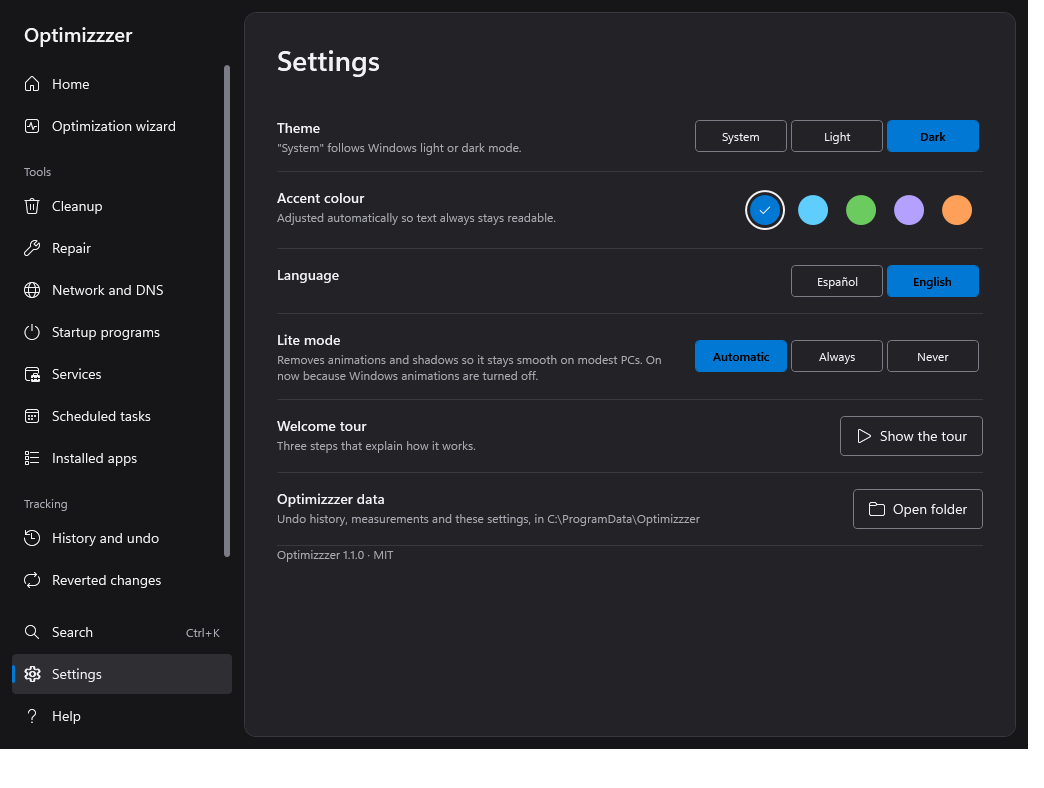 Optimizzzer
Home
Optimization wizard
Tools
Cleanup
Repair
Network and DNS
Startup programs
Services
Scheduled tasks
Installed apps
Tracking
History and undo
Reverted changes
Search Ctrl+K
Settings
Help
Settings
Theme
"System" follows Windows light or dark mode.
System Light Dark
Accent colour
Adjusted automatically so text always stays readable.
Language
Español English
Lite mode
Removes animations and shadows so it stays smooth on modest PCs. On
now because Windows animations are turned off.
Automatic Always Never
Welcome tour
Three steps that explain how it works.
Show the tour
Optimizzzer data
Undo history, measurements and these settings, in C:\ProgramData\Optimizzzer
Open folder
Optimizzzer 1.1.0 · MIT